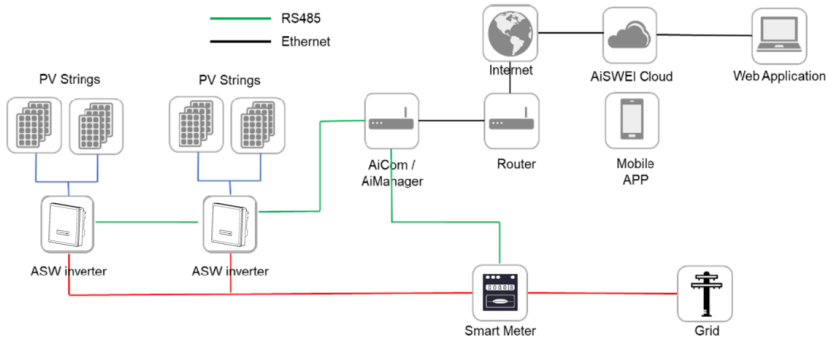 RS485
Ethernet
PV Strings
PV Strings
Internet
AiSWEI Cloud
Web Application
AiCom /
AiManager
Router
Mobile
APP
ASW inverter
ASW inverter
Smart Meter
Grid